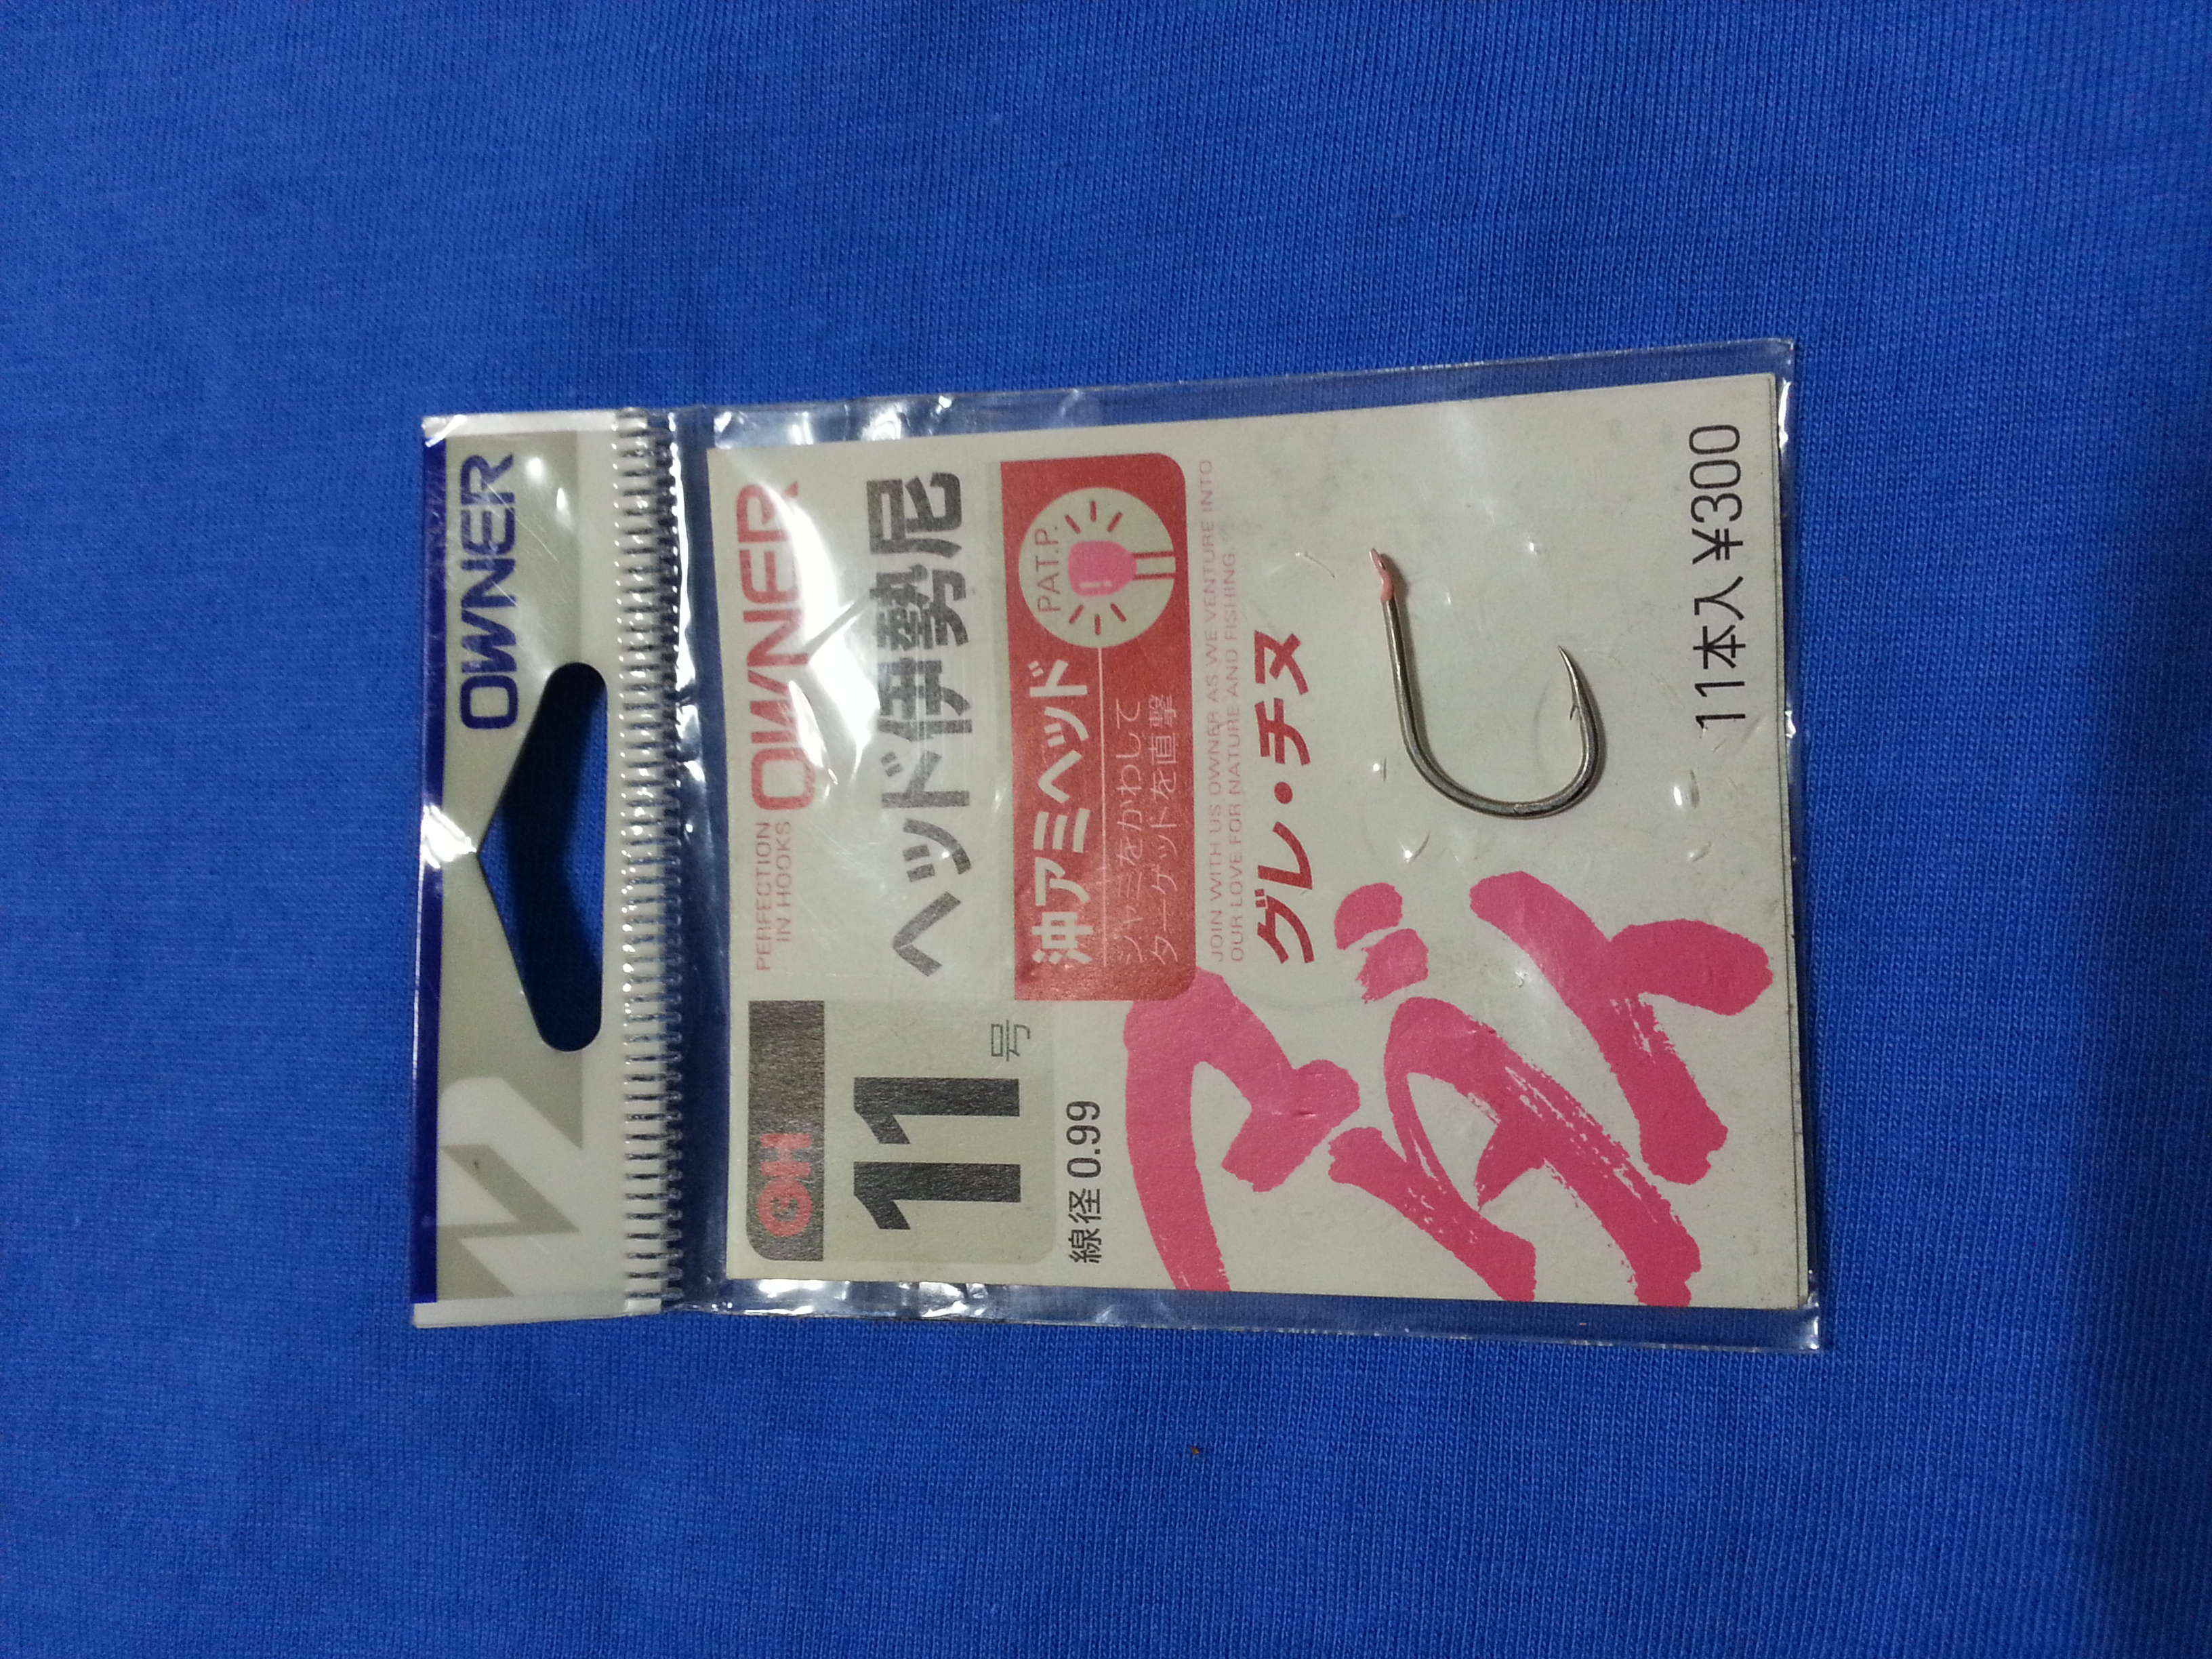 OWNER
PERFECTION
IN HOOKS
OWNER
OH
11号
ヘッド伊勢尼
線径 0.99
沖アミヘッド
ジャミをかわして
ターゲットを直撃
PAT.P.
JOIN WITH US OWNER AS WE VENTURE INTO
OUR LOVE FOR NATURE AND FISHING.
グレ・チヌ
11本入 ¥300